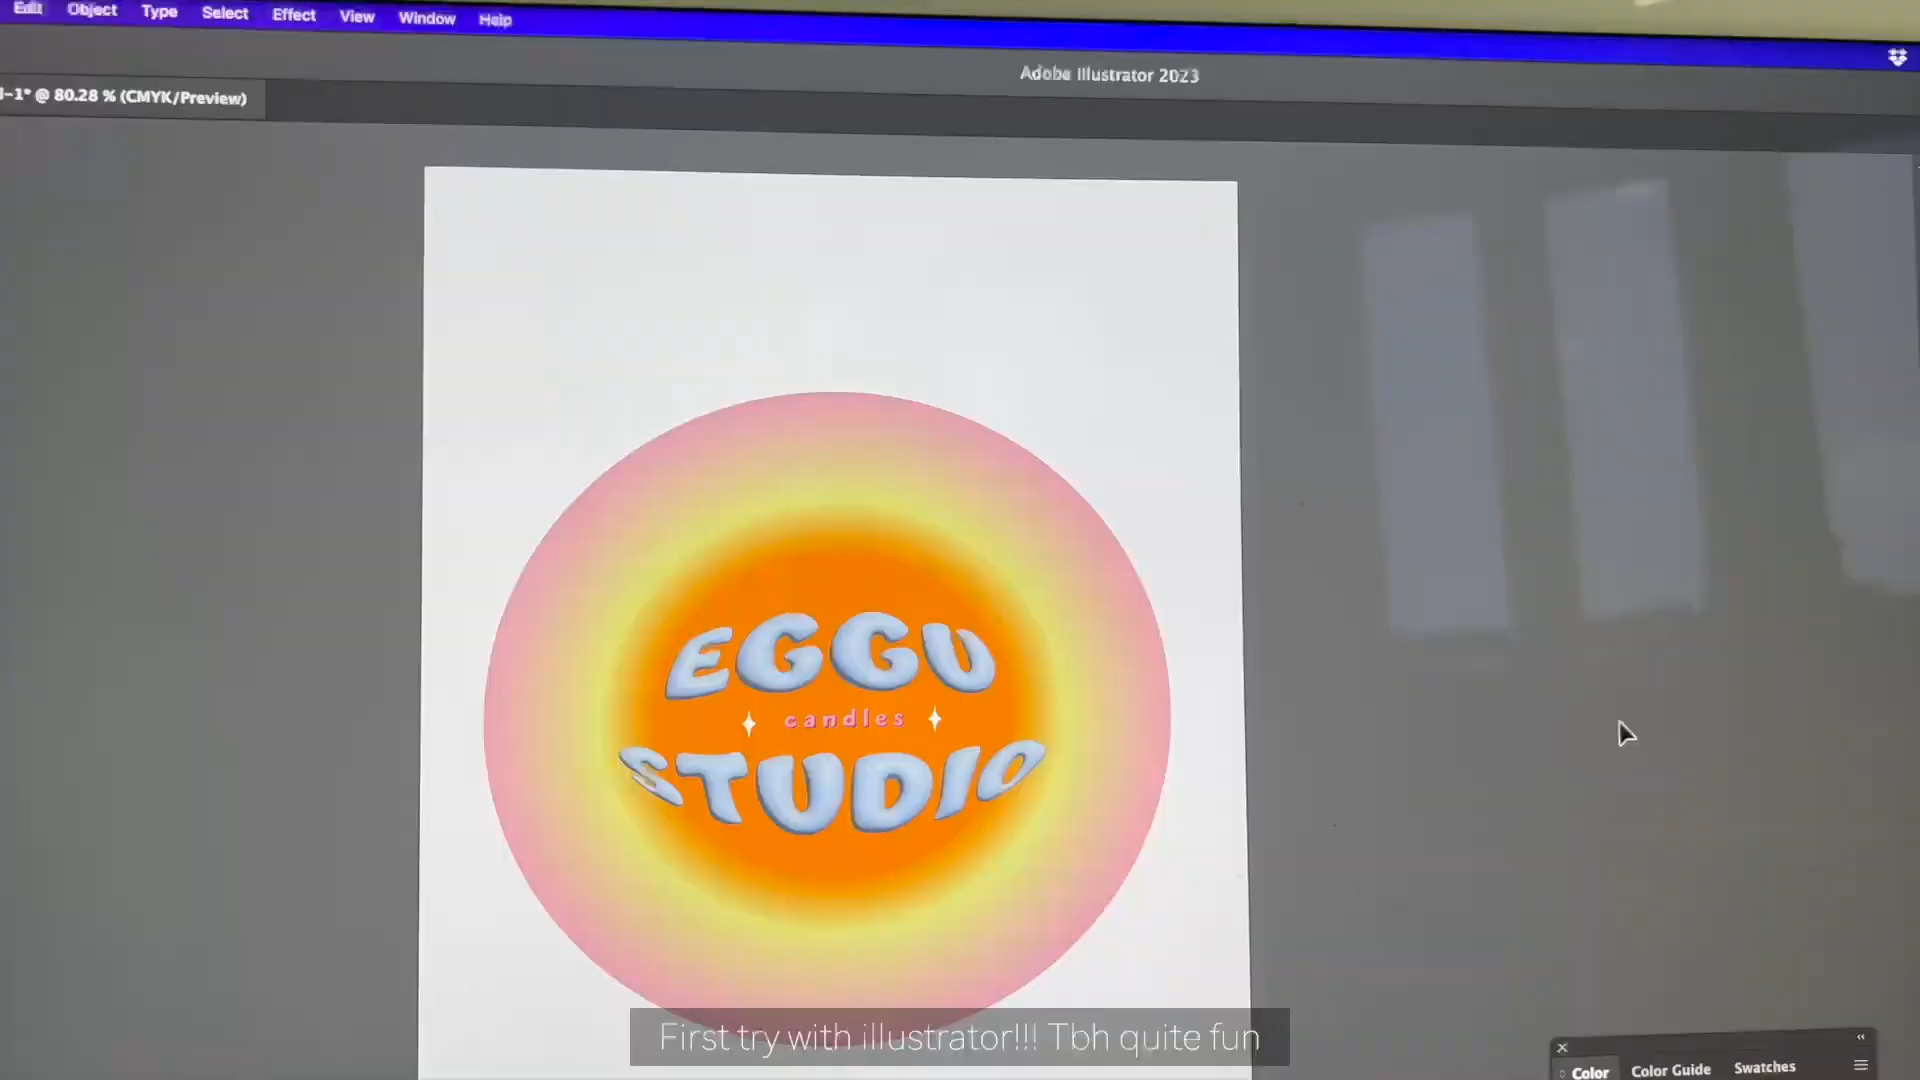 Edit Object Type Select Effect View Window Help
Adobe Illustrator 2023
-1* @ 80.28 % (CMYK/Preview)
EGGU
candles
STUDIO
First try with illustrator!!! Tbh quite fun
Color Color Guide Swatches